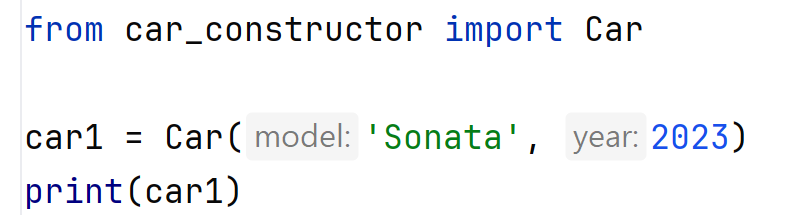 from car_constructor import Car
car1 = Car(model: 'Sonata', year: 2023)
print(car1)